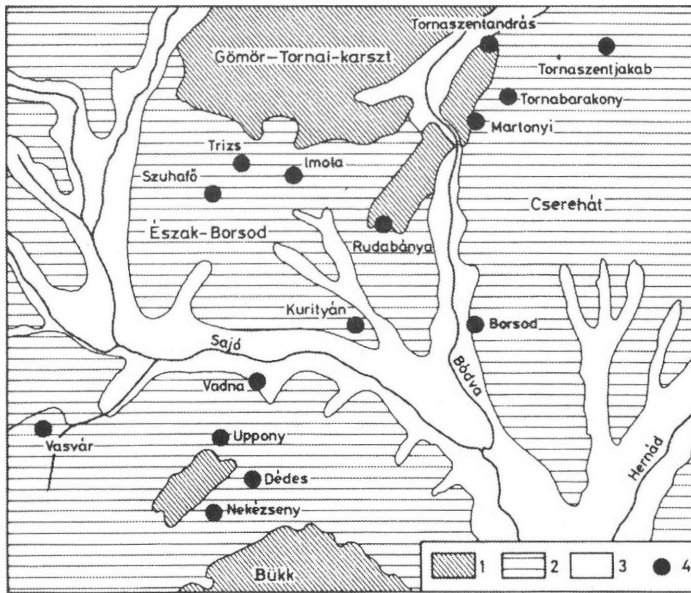 Tornaszentandrás
Gömör-Tornai-karszt
Tornaszentjakab
Tornabarakony
Martonyi
Trizs
Imola
Szuhafő
Cserehát
Észak-Borsod
Rudabánya
Kurityán
Borsod
Sajó
Bódva
Vadna
Vasvár
Uppony
Hernád
Dédes
Nekézseny
Bükk
1 2 3 4